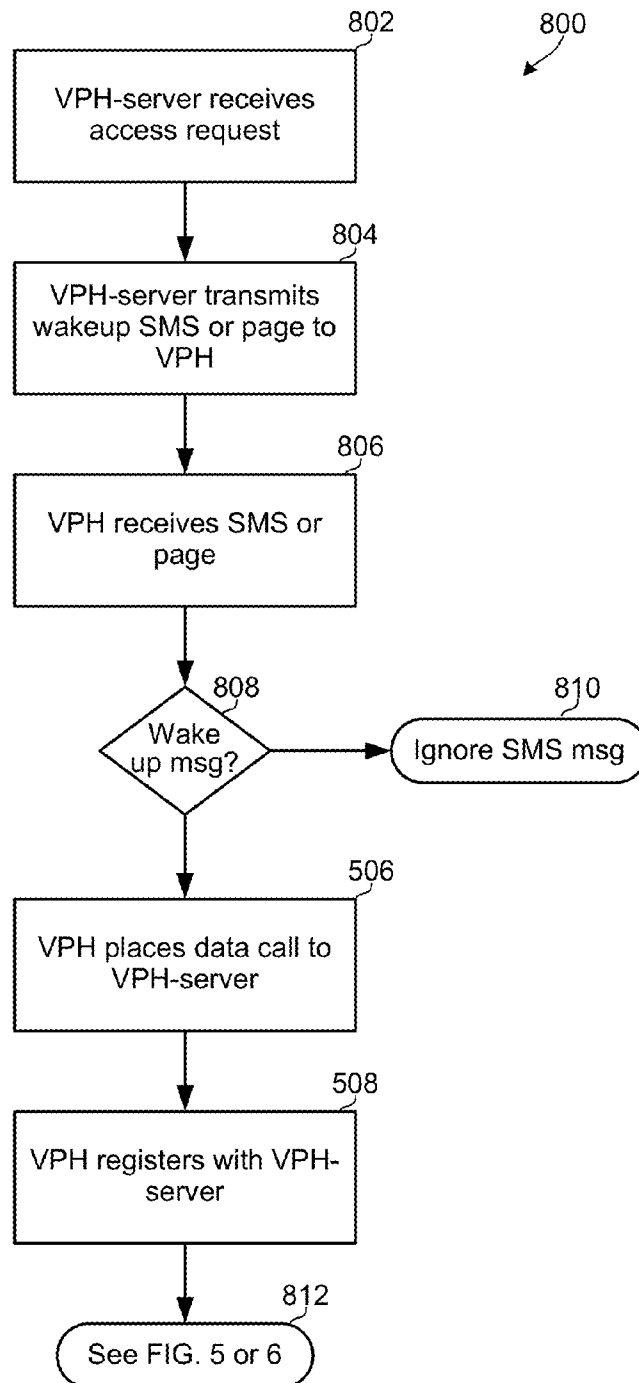 802
800
VPH-server receives
access request
804
VPH-server transmits
wakeup SMS or page to
VPH
806
VPH receives SMS or
page
808
Wake
up msg?
810
Ignore SMS msg
506
VPH places data call to
VPH-server
508
VPH registers with VPH-
server
812
See FIG. 5 or 6